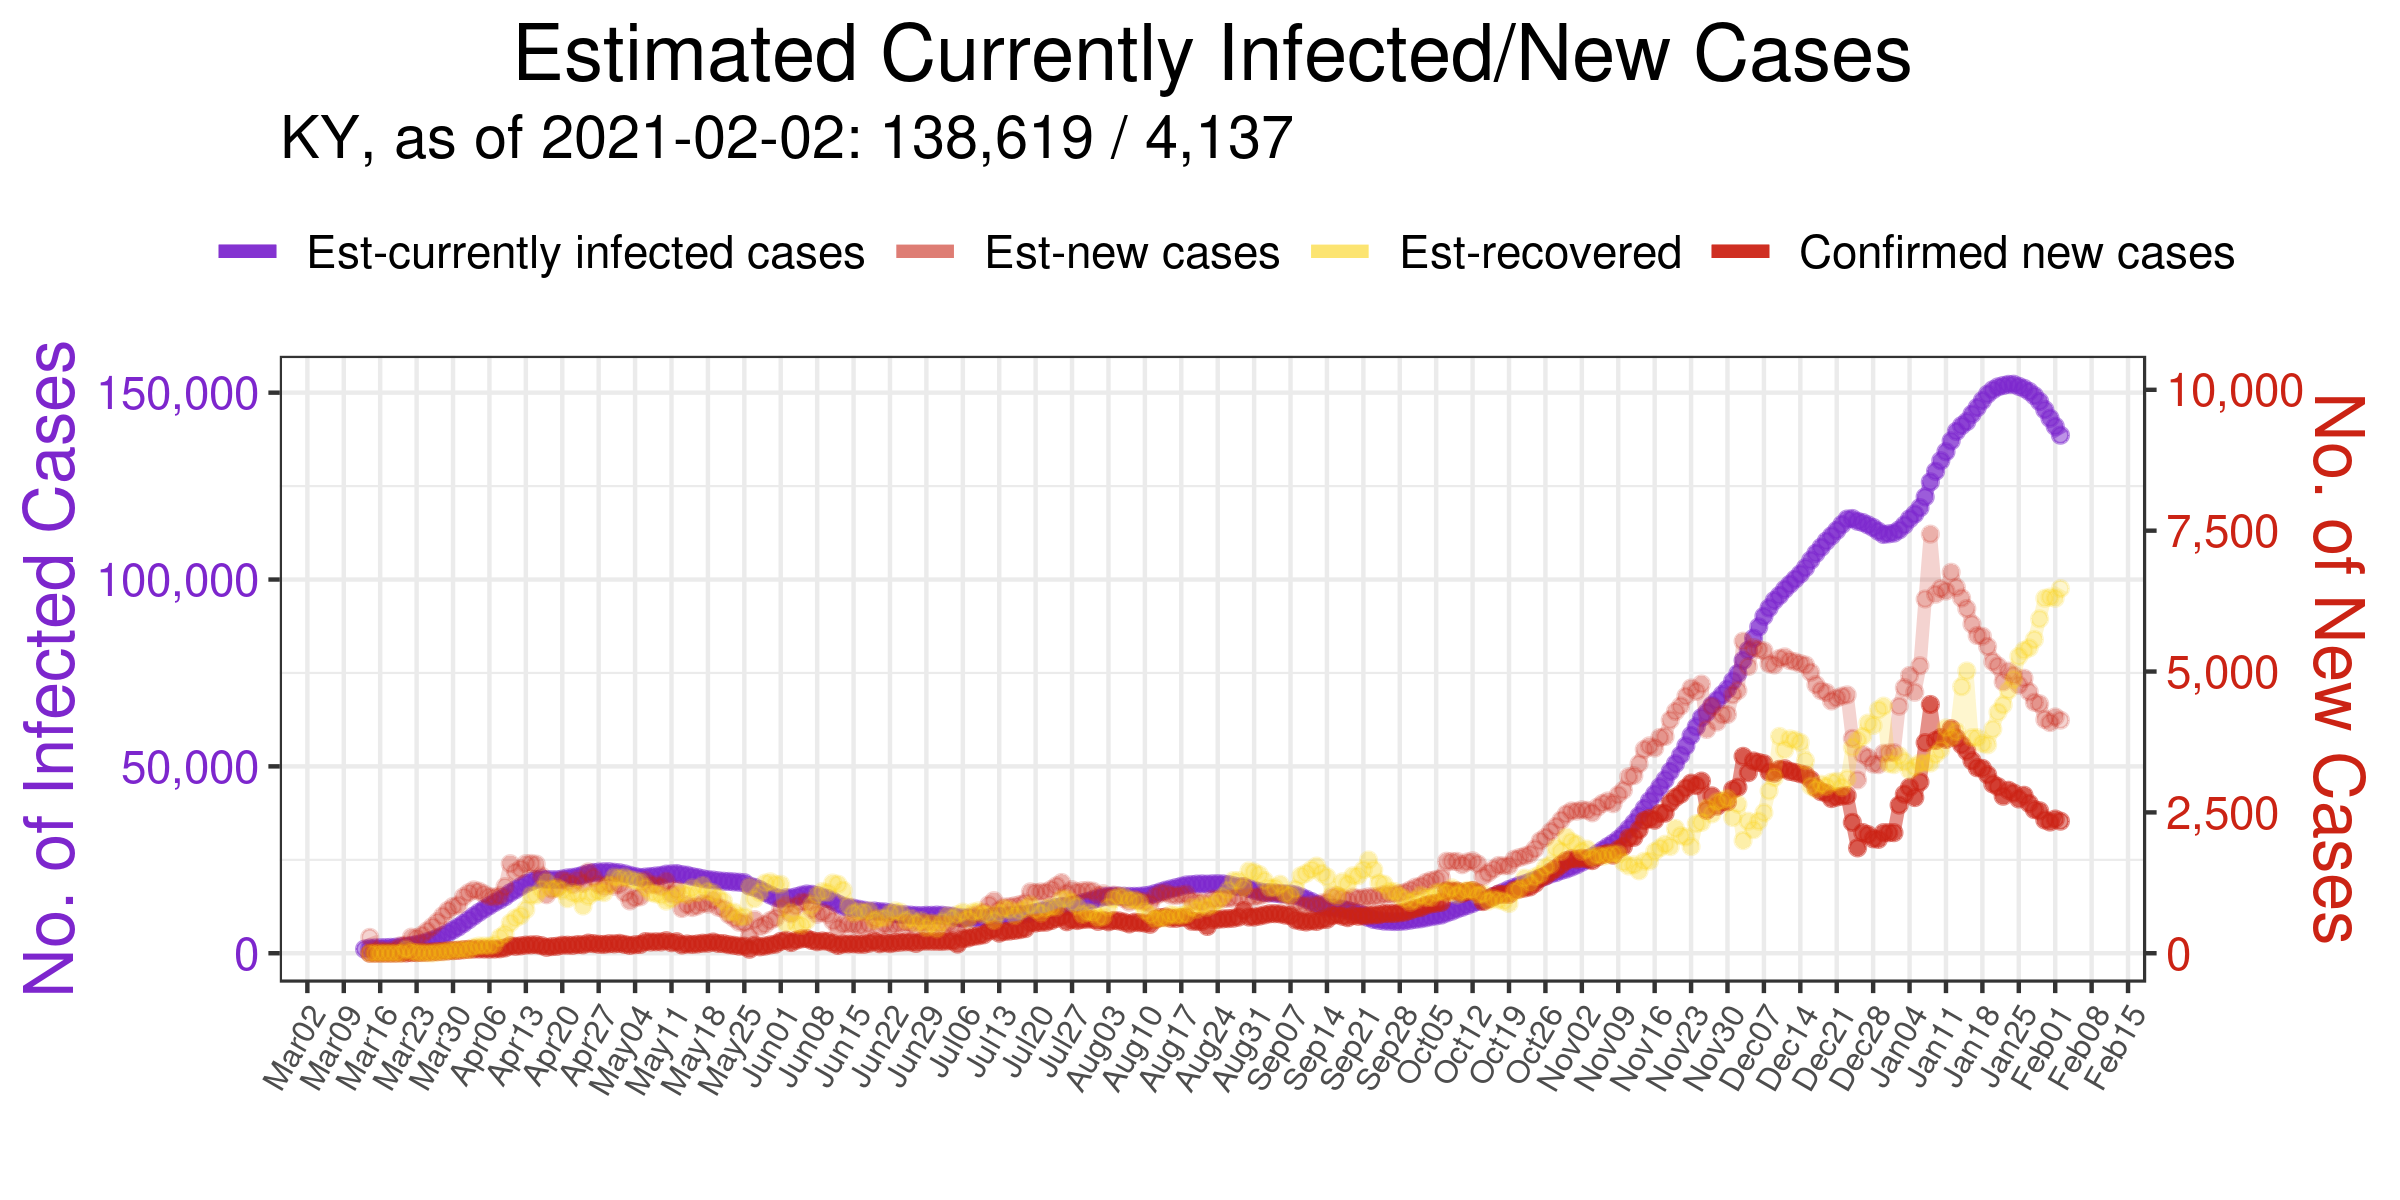 Estimated Currently Infected/New Cases
KY, as of 2021-02-02: 138,619 / 4,137
Est-currently infected cases
Est-new cases
Est-recovered
Confirmed new cases
No. of Infected Cases
150,000
100,000
50,000
0
10,000
7,500
5,000
2,500
0
No. of New Cases
Mar02
Mar09
Mar16
Mar23
Mar30
Apr06
Apr13
Apr20
Apr27
May04
May11
May18
May25
Jun01
Jun08
Jun15
Jun22
Jun29
Jul06
Jul13
Jul20
Jul27
Aug03
Aug10
Aug17
Aug24
Aug31
Sep07
Sep14
Sep21
Sep28
Oct05
Oct12
Oct19
Oct26
Nov02
Nov09
Nov16
Nov23
Nov30
Dec07
Dec14
Dec21
Dec28
Jan04
Jan11
Jan18
Jan25
Feb01
Feb08
Feb15